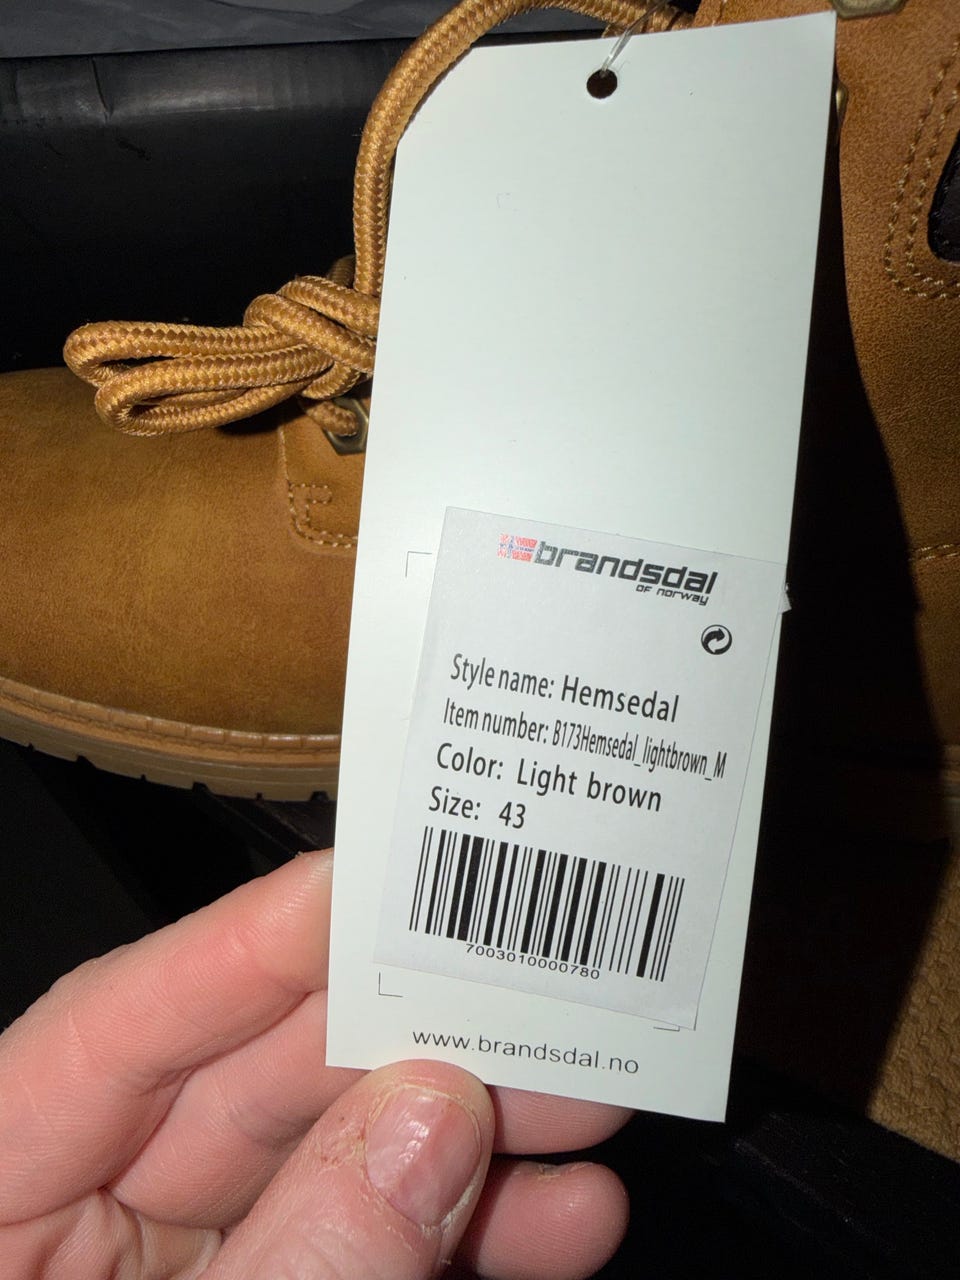 brandsdal
OF norway
Style name: Hemsedal
Item number: B173Hemsedal_lightbrown_M
Color: Light brown
Size: 43
7003010000780
www.brandsdal.no